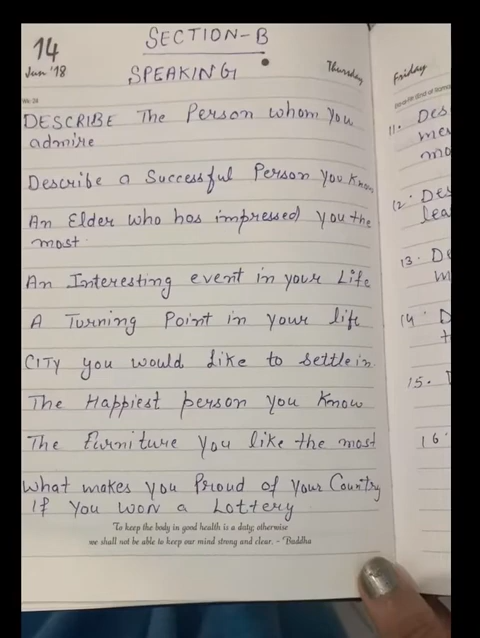 14
Jun '18
SECTION-B
SPEAKING
Thursday
Friday
DESCRIBE The Person whom You
admire
Describe a Successful Person You Know
An Elder who has impressed you the
most.
An Interesting event in your Life
A Turning Point in your life
CITY you would like to settle in.
The Happiest person you Know
The Furniture You like the most
What makes you Proud of Your Country
If You won a Lottery
To keep the body in good health is a duty; otherwise
we shall not be able to keep our mind strong and clear. - Buddha
11. Des
mo
12. Des
lea
13. De
m
14. D
t
15.
16.